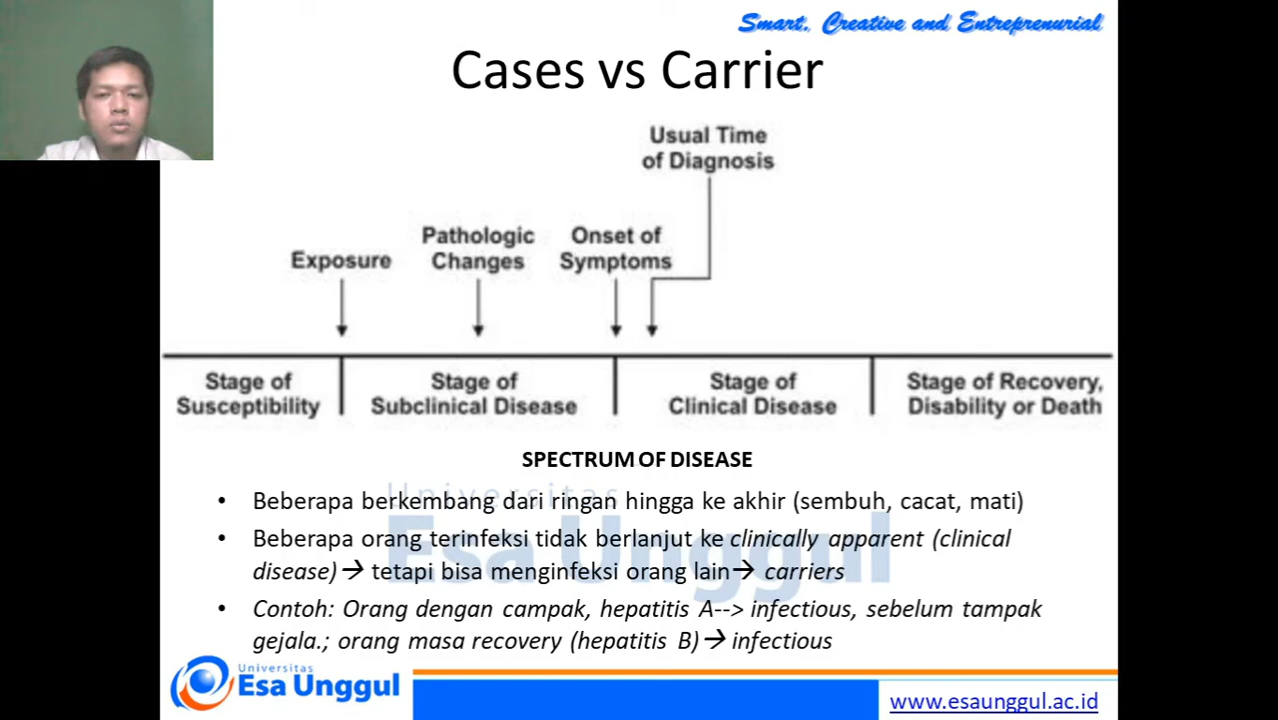 Smart, Creative and Entreprenurial
Cases vs Carrier
Usual Time
of Diagnosis
Exposure
Pathologic
Changes
Onset of
Symptoms
Stage of
Susceptibility
Stage of
Subclinical Disease
Stage of
Clinical Disease
Stage of Recovery,
Disability or Death
SPECTRUM OF DISEASE
• Beberapa berkembang dari ringan hingga ke akhir (sembuh, cacat, mati)
• Beberapa orang terinfeksi tidak berlanjut ke clinically apparent (clinical
disease)→ tetapi bisa menginfeksi orang lain→ carriers
• Contoh: Orang dengan campak, hepatitis A--> infectious, sebelum tampak
gejala.; orang masa recovery (hepatitis B)→ infectious
Universitas
Esa Unggul
Universitas
Esa Unggul
www.esaunggul.ac.id